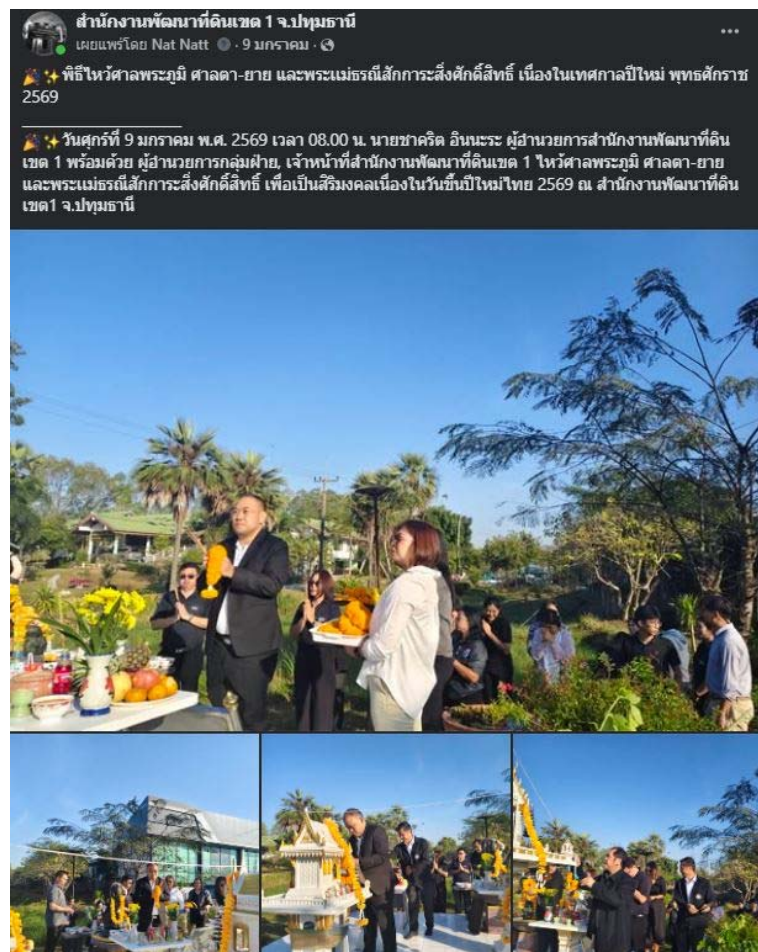 สำนักงานพัฒนาที่ดินเขต 1 จ.ปทุมธานี
เผยแพร่โดย Nat Natt · 9 มกราคม ·
🎉✨พิธีไหว้ศาลพระภูมิ ศาลตา-ยาย และพระแม่ธรณีสักการะสิ่งศักดิ์สิทธิ์ เนื่องในเทศกาลปีใหม่ พุทธศักราช
2569
🎉✨วันศุกร์ที่ 9 มกราคม พ.ศ. 2569 เวลา 08.00 น. นายชาคริต อินนะระ ผู้อำนวยการสำนักงานพัฒนาที่ดิน
เขต 1 พร้อมด้วย ผู้อำนวยการกลุ่มฝ่าย, เจ้าหน้าที่สำนักงานพัฒนาที่ดินเขต 1 ไหว้ศาลพระภูมิ ศาลตา-ยาย
และพระแม่ธรณีสักการะสิ่งศักดิ์สิทธิ์ เพื่อเป็นสิริมงคลเนื่องในวันขึ้นปีใหม่ไทย 2569 ณ สำนักงานพัฒนาที่ดิน
เขต1 จ.ปทุมธานี